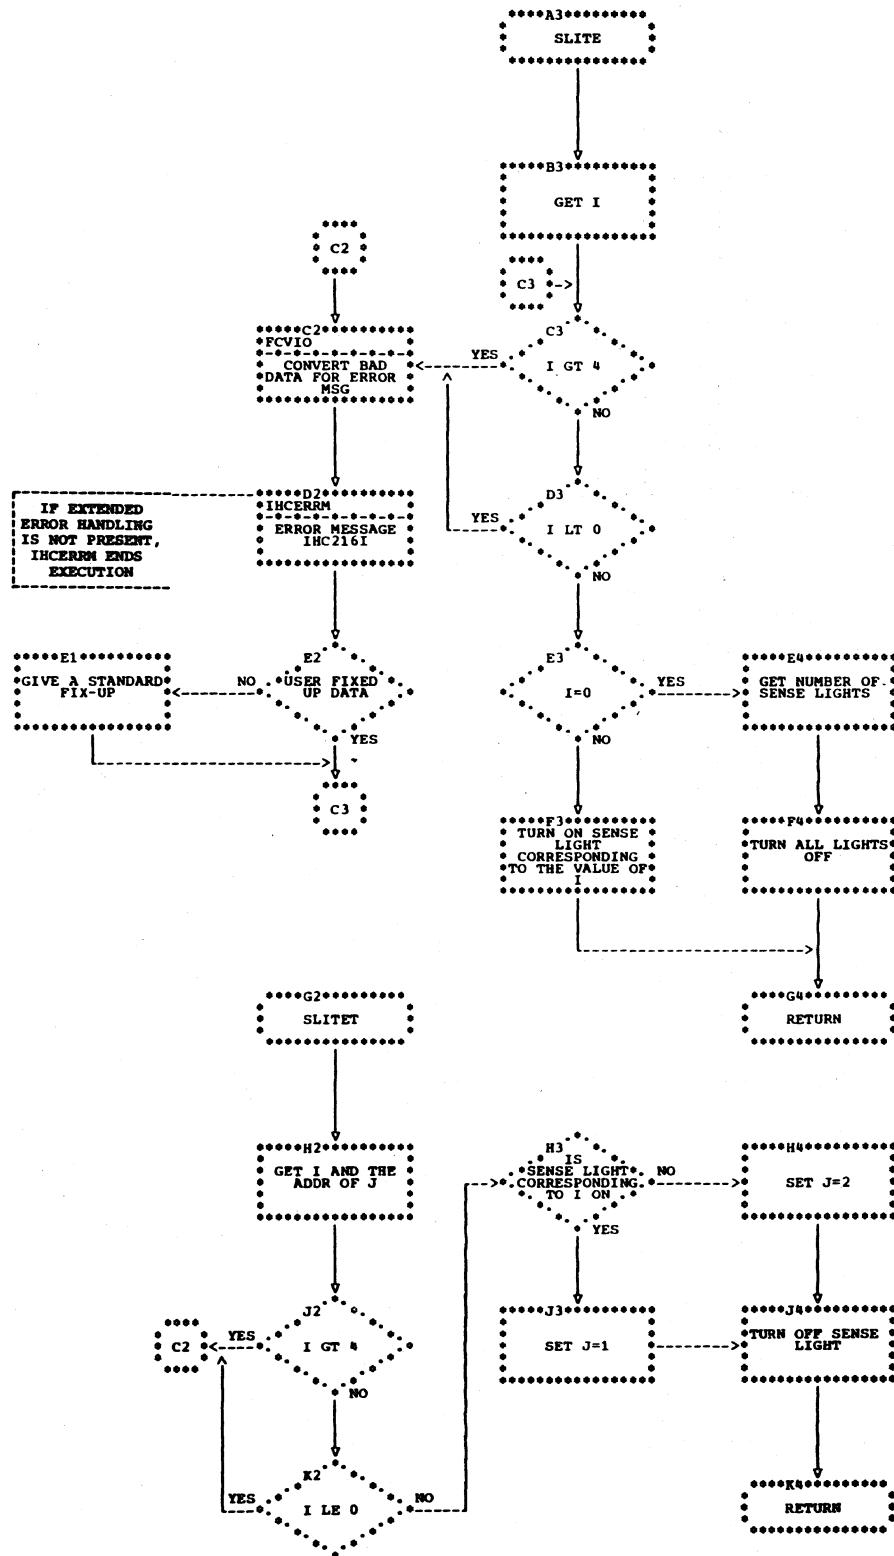 A3
SLITE
B3
GET I
C2
C3
C2
FCVIO
CONVERT BAD
DATA FOR ERROR
MSG
C3
YES
I GT 4
NO
IF EXTENDED
ERROR HANDLING
IS NOT PRESENT,
IHCERRM ENDS
EXECUTION
D2
IHCERRM
ERROR MESSAGE
IHC216I
D3
YES
I LT 0
NO
E1
GIVE A STANDARD
FIX-UP
NO
E2
USER FIXED
UP DATA
YES
E3
I=0
YES
NO
E4
GET NUMBER OF
SENSE LIGHTS
C3
F3
TURN ON SENSE
LIGHT
CORRESPONDING
TO THE VALUE OF
I
F4
TURN ALL LIGHTS
OFF
G2
SLITET
G4
RETURN
H2
GET I AND THE
ADDR OF J
H3
IS
SENSE LIGHT
CORRESPONDING
TO I ON
NO
YES
H4
SET J=2
C2
YES
J2
I GT 4
NO
J3
SET J=1
J4
TURN OFF SENSE
LIGHT
YES
K2
I LE 0
NO
K4
RETURN